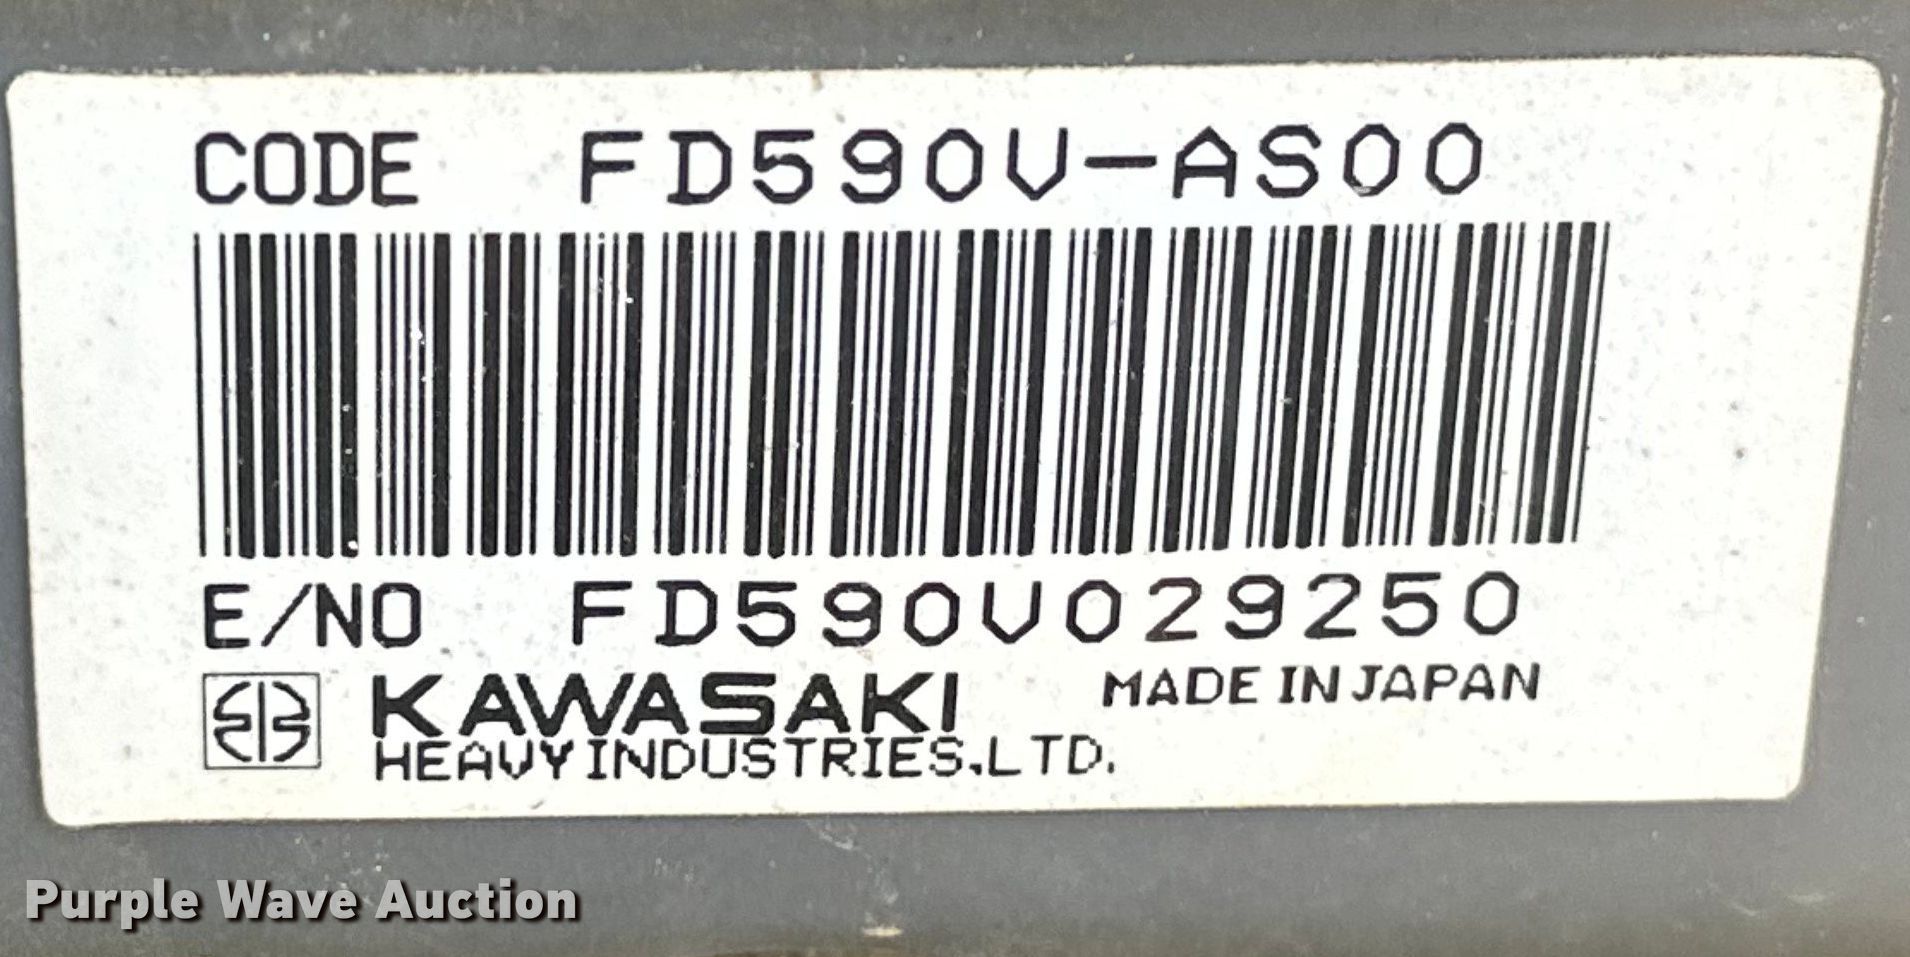 CODE FD590V-AS00
E/NO FD590V029250
KAWASAKI MADE IN JAPAN
HEAVY INDUSTRIES.LTD.
Purple Wave Auction